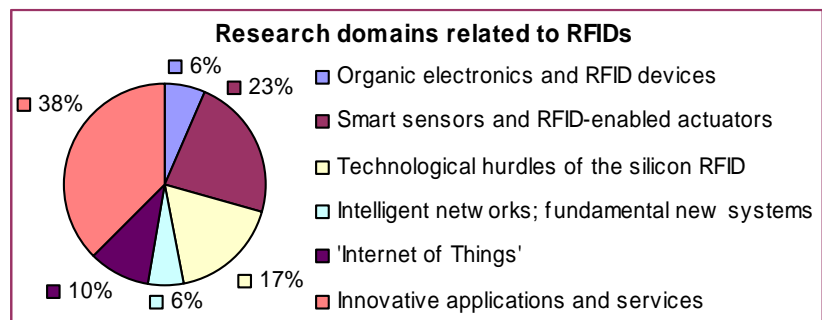 Research domains related to RFIDs
6%
23%
17%
6%
10%
38%
Organic electronics and RFID devices
Smart sensors and RFID-enabled actuators
Technological hurdles of the silicon RFID
Intelligent netw orks; fundamental new systems
'Internet of Things'
Innovative applications and services